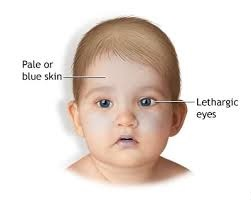 Pale or
blue skin
Lethargic
eyes